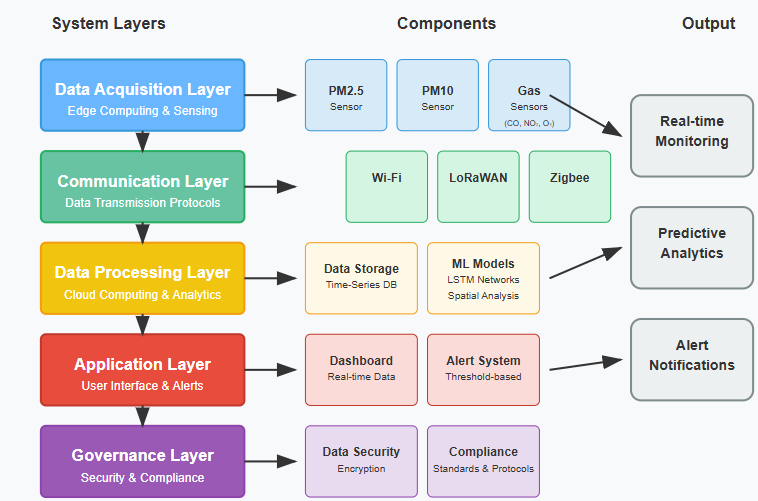 System Layers
Components
Output
Data Acquisition Layer
Edge Computing & Sensing
PM2.5
Sensor
PM10
Sensor
Gas
Sensors
(CO, NO₂, O₃)
Real-time
Monitoring
Communication Layer
Data Transmission Protocols
Wi-Fi
LoRaWAN
Zigbee
Predictive
Analytics
Data Processing Layer
Cloud Computing & Analytics
Data Storage
Time-Series DB
ML Models
LSTM Networks
Spatial Analysis
Alert
Notifications
Application Layer
User Interface & Alerts
Dashboard
Real-time Data
Alert System
Threshold-based
Governance Layer
Security & Compliance
Data Security
Encryption
Compliance
Standards & Protocols